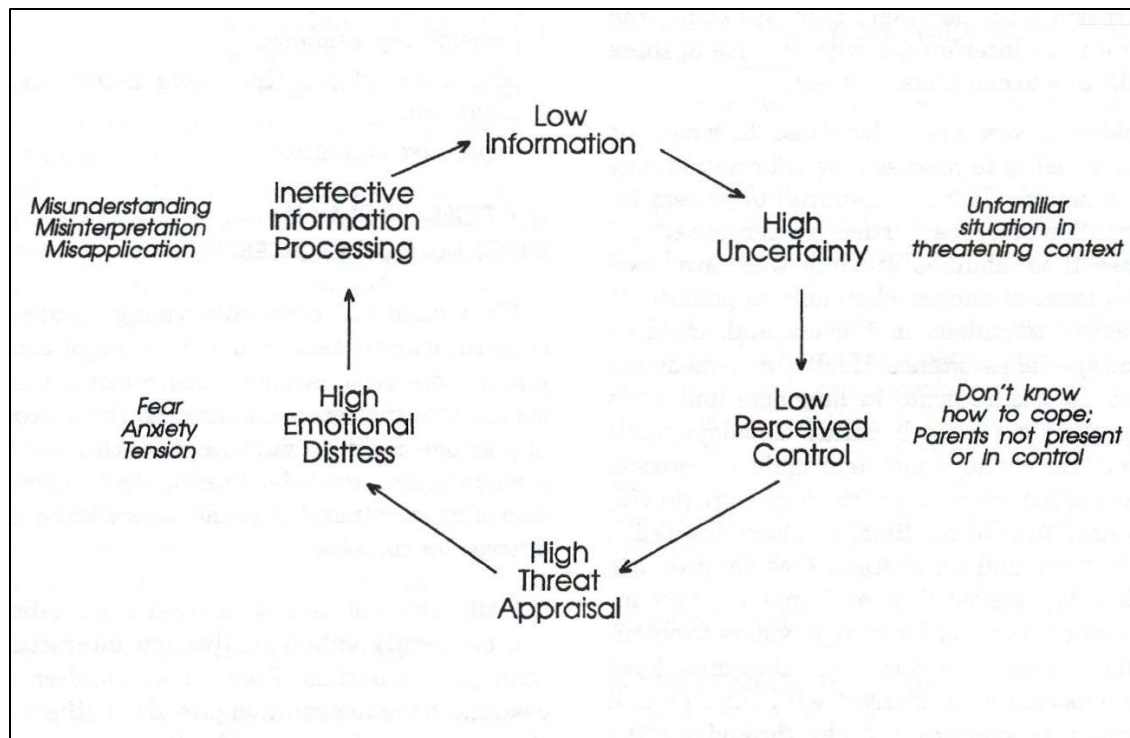 Low
Information
Ineffective
Information
Processing
Misunderstanding
Misinterpretation
Misapplication
High
Uncertainty
Unfamiliar
situation in
threatening context
High
Emotional
Distress
Fear
Anxiety
Tension
Low
Perceived
Control
Don't know
how to cope;
Parents not present
or in control
High
Threat
Appraisal